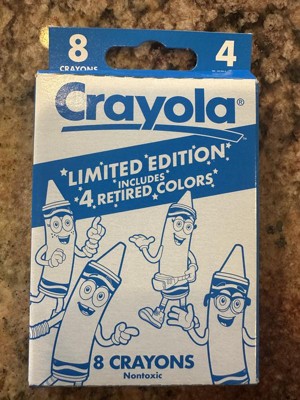 8 4
CRAYONS
Crayola®
LIMITED EDITION
INCLUDES
4 RETIRED COLORS
8 CRAYONS
Nontoxic